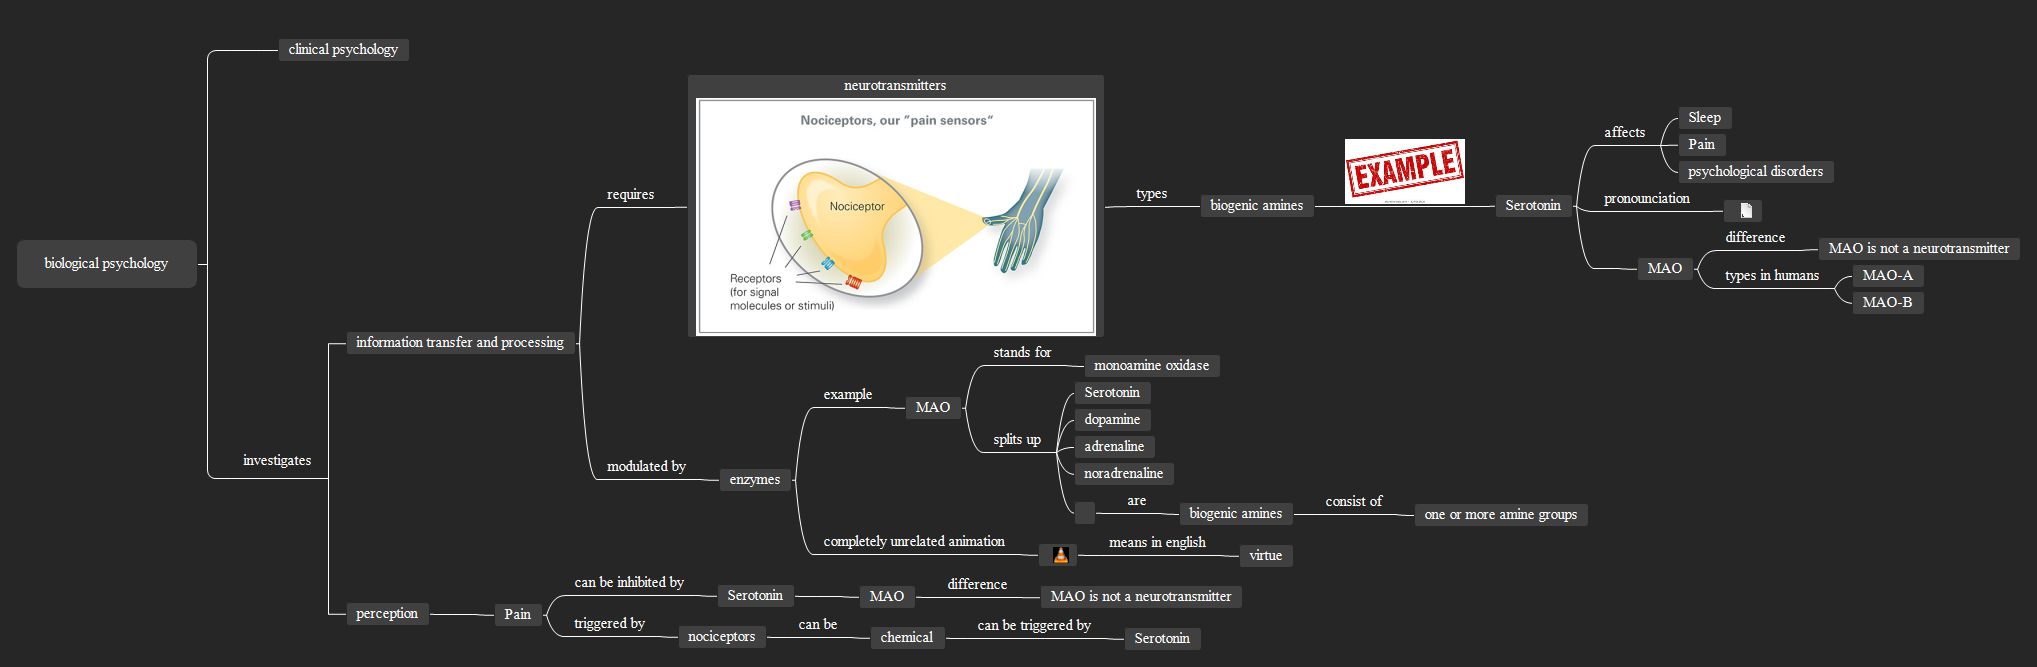 clinical psychology
biological psychology
investigates
information transfer and processing
requires
neurotransmitters
Nociceptors, our "pain sensors"
Nociceptor
Receptors
(for signal
molecules or stimuli)
types
biogenic amines
EXAMPLE
Serotonin
affects
Sleep
Pain
psychological disorders
pronounciation
MAO
difference
MAO is not a neurotransmitter
types in humans
MAO-A
MAO-B
modulated by
enzymes
example
MAO
stands for
monoamine oxidase
splits up
Serotonin
dopamine
adrenaline
noradrenaline
are
biogenic amines
consist of
one or more amine groups
completely unrelated animation
means in english
virtue
perception
Pain
can be inhibited by
Serotonin
MAO
difference
MAO is not a neurotransmitter
triggered by
nociceptors
can be
chemical
can be triggered by
Serotonin